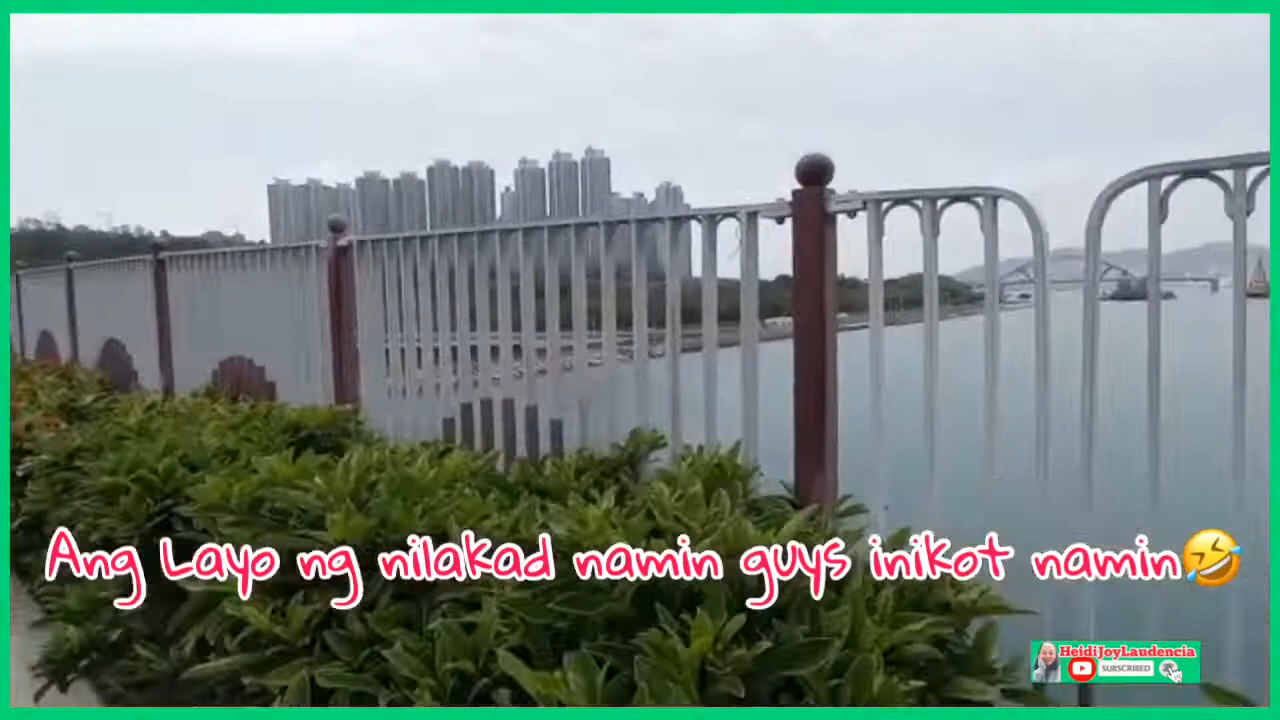 Ang Layo ng nilakad namin guys inikot namin🤣
HeidiJoyLaudencia
SUBSCRIBED